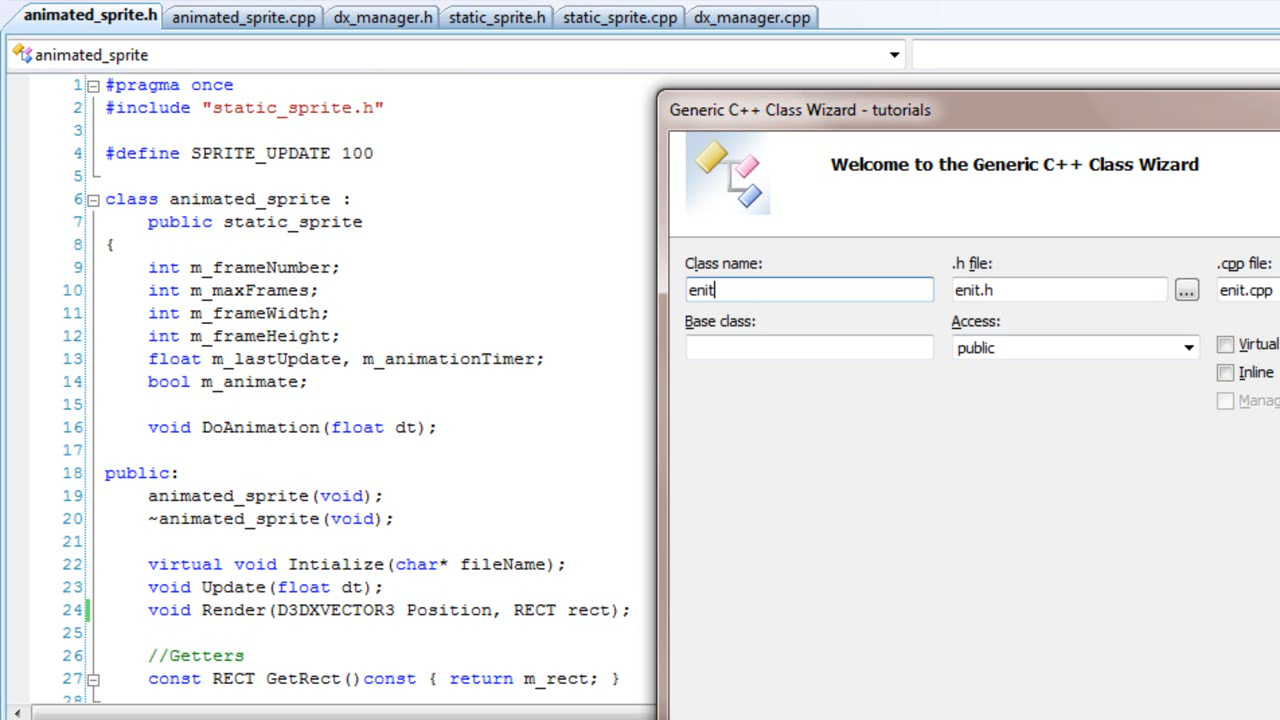 animated_sprite.h animated_sprite.cpp dx_manager.h static_sprite.h static_sprite.cpp dx_manager.cpp
animated_sprite
1 #pragma once
2 #include "static_sprite.h"
3
4 #define SPRITE_UPDATE 100
5
6 class animated_sprite :
7 public static_sprite
8 {
9 int m_frameNumber;
10 int m_maxFrames;
11 int m_frameWidth;
12 int m_frameHeight;
13 float m_lastUpdate, m_animationTimer;
14 bool m_animate;
15
16 void DoAnimation(float dt);
17
18 public:
19 animated_sprite(void);
20 ~animated_sprite(void);
21
22 virtual void Intialize(char* fileName);
23 void Update(float dt);
24 void Render(D3DXVECTOR3 Position, RECT rect);
25
26 //Getters
27 const RECT GetRect()const { return m_rect; }
28
Generic C++ Class Wizard - tutorials
Welcome to the Generic C++ Class Wizard
Class name: .h file: .cpp file:
enit enit.h ... enit.cpp
Base class: Access:
public
Virtual
Inline
Manag